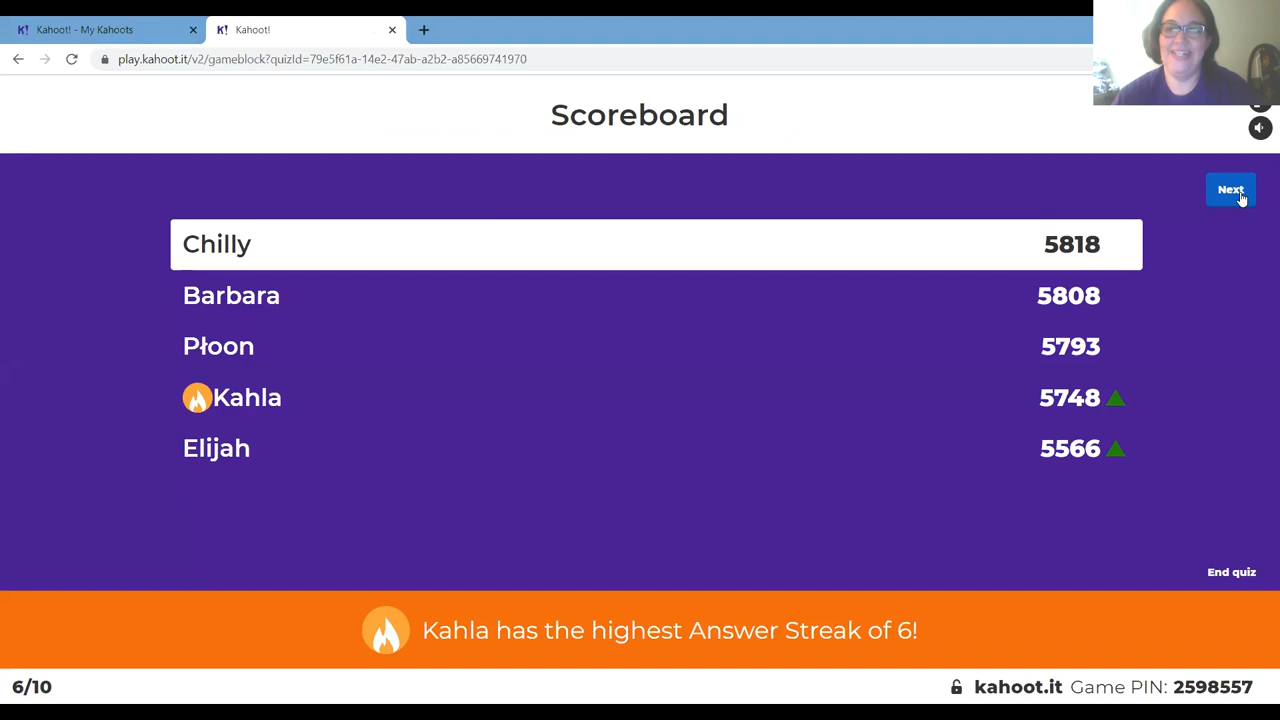 K! Kahoot! - My Kahoots
K! Kahoot!
play.kahoot.it/v2/gameblock?quizId=79e5f61a-14e2-47ab-a2b2-a85669741970
Scoreboard
Next
Chilly 5818
Barbara 5808
Płoon 5793
Kahla 5748
Elijah 5566
End quiz
Kahla has the highest Answer Streak of 6!
6/10
kahoot.it Game PIN: 2598557